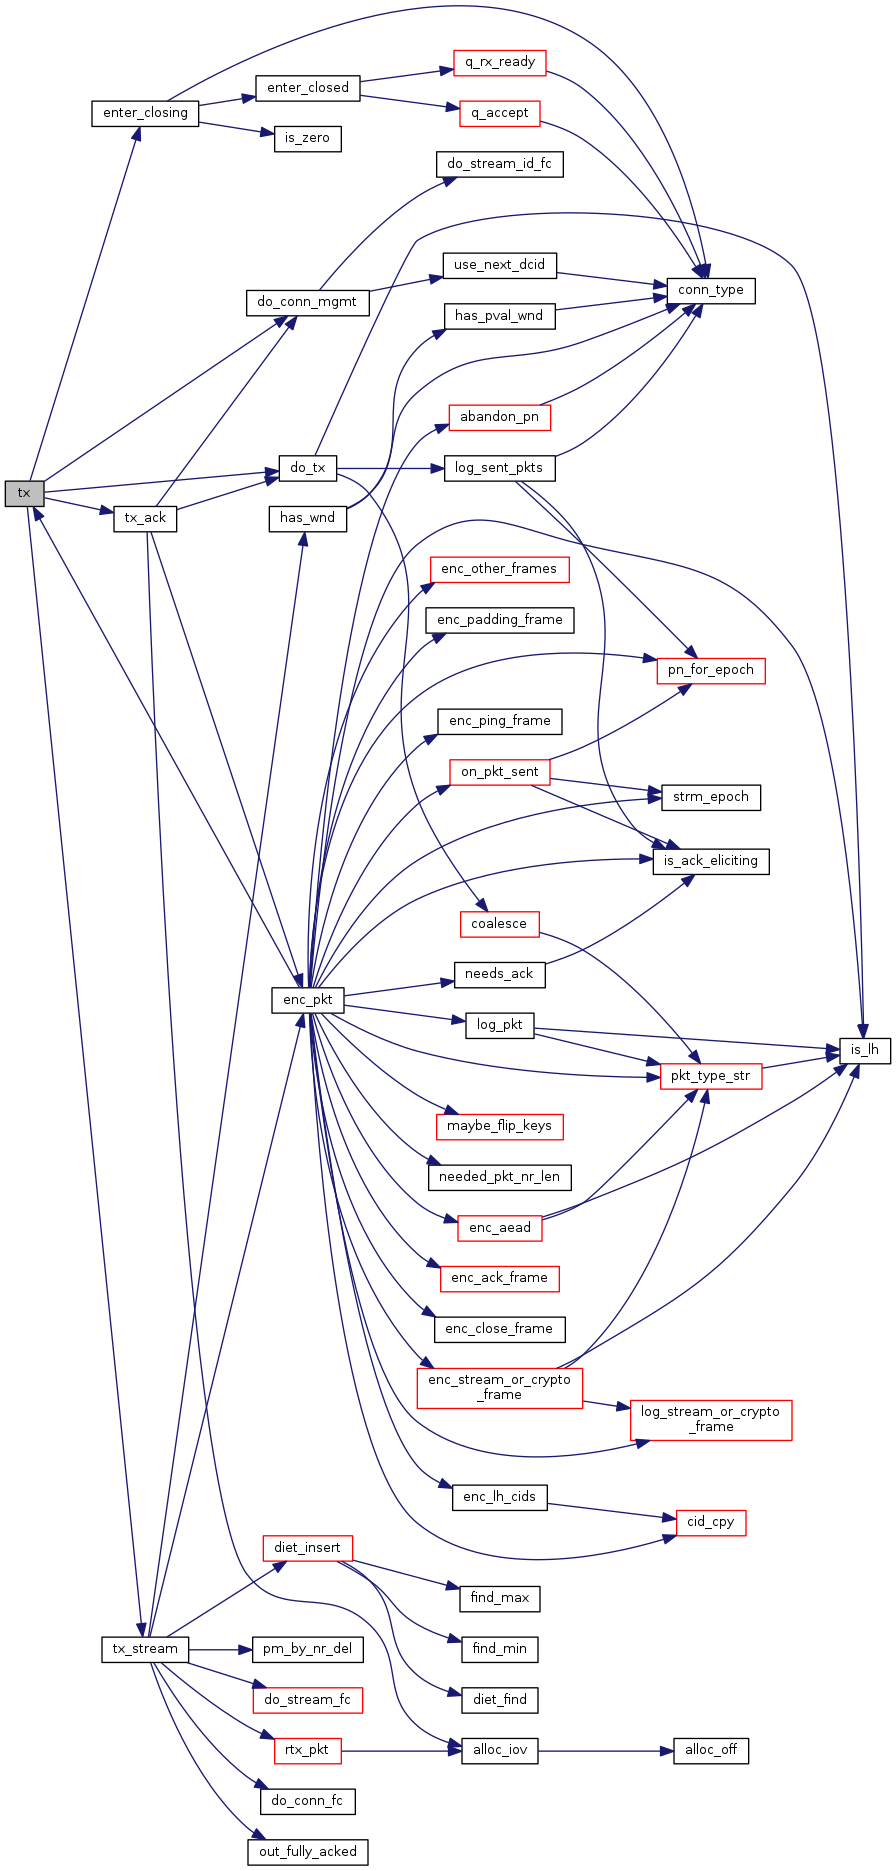 q_rx_ready
enter_closed
enter_closing
q_accept
is_zero
do_stream_id_fc
use_next_dcid
conn_type
do_conn_mgmt
has_pval_wnd
abandon_pn
do_tx
log_sent_pkts
tx
tx_ack
has_wnd
enc_other_frames
enc_padding_frame
pn_for_epoch
enc_ping_frame
on_pkt_sent
strm_epoch
is_ack_eliciting
coalesce
needs_ack
enc_pkt
log_pkt
is_lh
pkt_type_str
maybe_flip_keys
needed_pkt_nr_len
enc_aead
enc_ack_frame
enc_close_frame
enc_stream_or_crypto
_frame
log_stream_or_crypto
_frame
enc_lh_cids
cid_cpy
diet_insert
find_max
tx_stream
pm_by_nr_del
find_min
do_stream_fc
diet_find
rtx_pkt
alloc_iov
alloc_off
do_conn_fc
out_fully_acked